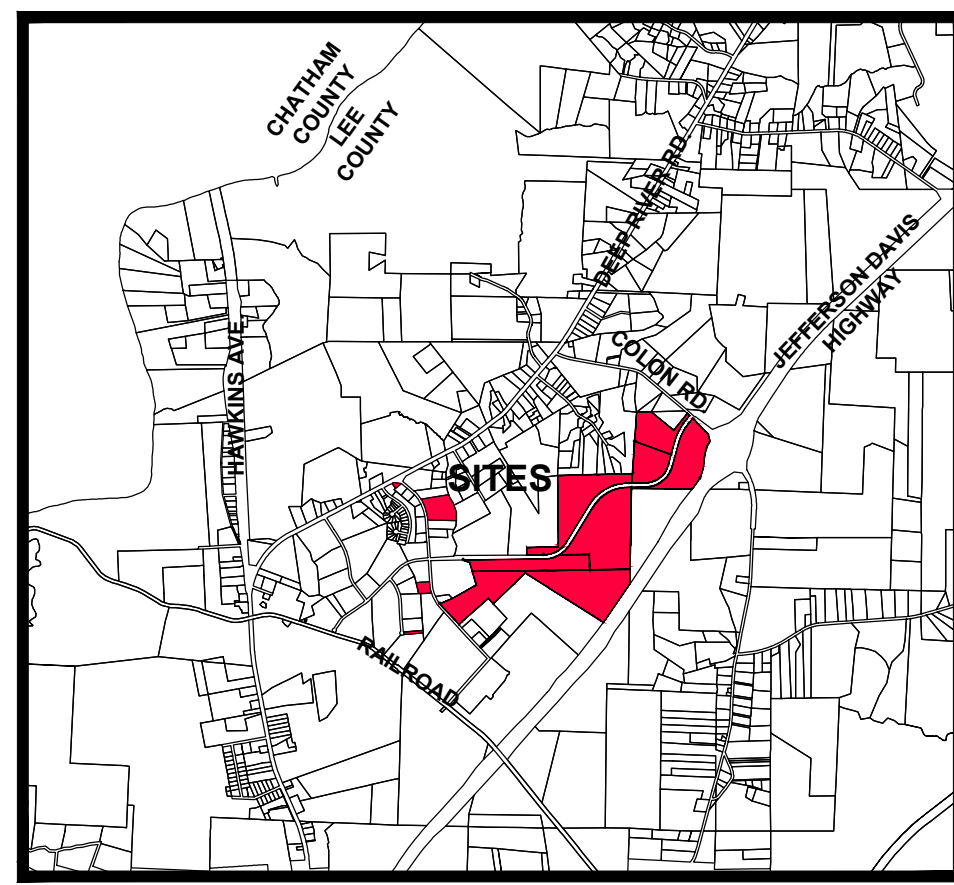 CHATHAM
COUNTY
LEE
COUNTY
DEEP RIVER RD.
JEFFERSON DAVIS
HIGHWAY
COLON RD.
HAWKINS AVE.
SITES
RAILROAD